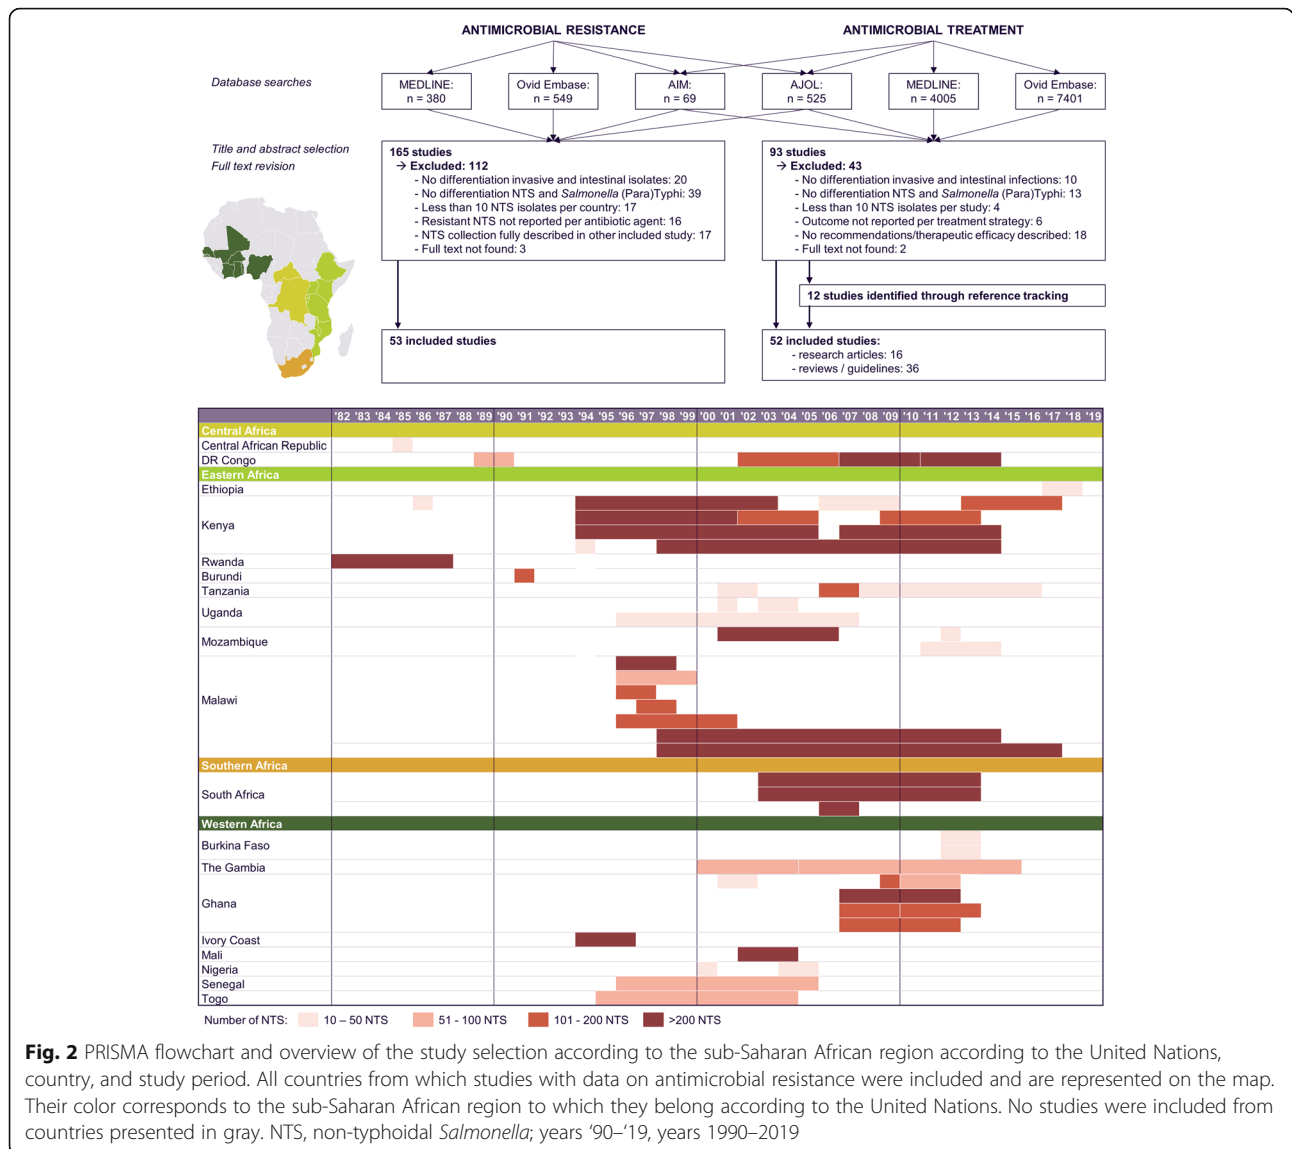 ANTIMICROBIAL RESISTANCE
ANTIMICROBIAL TREATMENT
Database searches
MEDLINE:
n = 380
Ovid Embase:
n = 549
AIM:
n = 69
AJOL:
n = 525
MEDLINE:
n = 4005
Ovid Embase:
n = 7401
Title and abstract selection
Full text revision
165 studies
→ Excluded: 112
- No differentiation invasive and intestinal isolates: 20
- No differentiation NTS and Salmonella (Para)Typhi: 39
- Less than 10 NTS isolates per country: 17
- Resistant NTS not reported per antibiotic agent: 16
- NTS collection fully described in other included study: 17
- Full text not found: 3
93 studies
→ Excluded: 43
- No differentiation invasive and intestinal infections: 10
- No differentiation NTS and Salmonella (Para)Typhi: 13
- Less than 10 NTS isolates per study: 4
- Outcome not reported per treatment strategy: 6
- No recommendations/therapeutic efficacy described: 18
- Full text not found: 2
12 studies identified through reference tracking
53 included studies
52 included studies:
- research articles: 16
- reviews / guidelines: 36
'82 '83 '84 '85 '86 '87 '88 '89 '90 '91 '92 '93 '94 '95 '96 '97 '98 '99 '00 '01 '02 '03 '04 '05 '06 '07 '08 '09 '10 '11 '12 '13 '14 '15 '16 '17 '18 '19
Central Africa
Central African Republic
DR Congo
Eastern Africa
Ethiopia
Kenya
Rwanda
Burundi
Tanzania
Uganda
Mozambique
Malawi
Southern Africa
South Africa
Western Africa
Burkina Faso
The Gambia
Ghana
Ivory Coast
Mali
Nigeria
Senegal
Togo
Number of NTS: 10 – 50 NTS 51 - 100 NTS 101 - 200 NTS >200 NTS
Fig. 2 PRISMA flowchart and overview of the study selection according to the sub-Saharan African region according to the United Nations,
country, and study period. All countries from which studies with data on antimicrobial resistance were included and are represented on the map.
Their color corresponds to the sub-Saharan African region to which they belong according to the United Nations. No studies were included from
countries presented in gray. NTS, non-typhoidal Salmonella; years ‘90–‘19, years 1990–2019